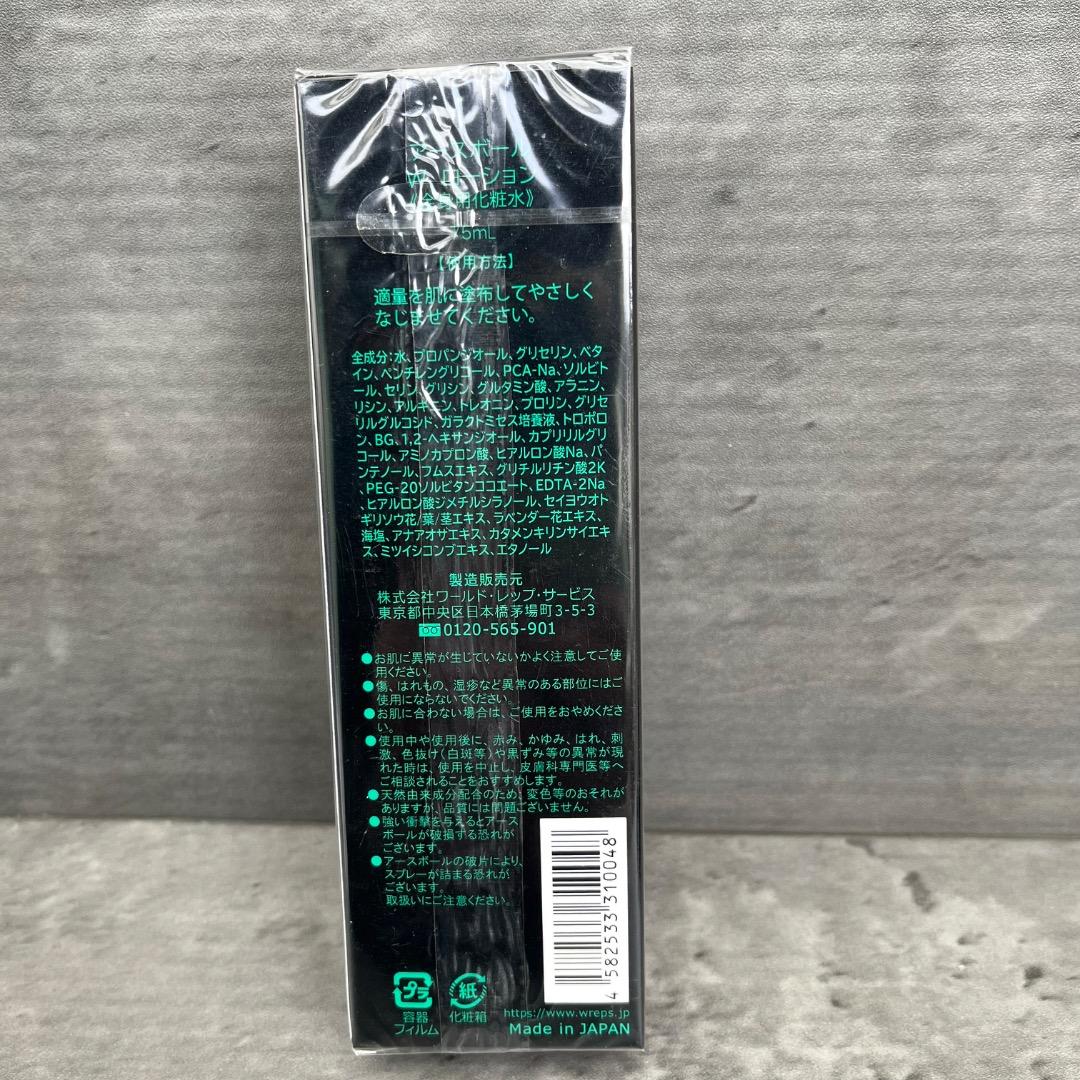 アースボール
W ローション
《全身用化粧水》
75mL
【使用方法】
適量を肌に塗布してやさしく
なじませてください。
全成分:水、プロパンジオール、グリセリン、ベタ
イン、ペンチレングリコール、PCA-Na、ソルビト
ール、セリン、グリシン、グルタミン酸、アラニン、
リシン、アルギニン、トレオニン、プロリン、グリセ
リルグルコシド、ガラクトミセス培養液、トロポロ
ン、BG、1,2-ヘキサンジオール、カプリリルグリ
コール、アミノカプロン酸、ヒアルロン酸Na、パ
ンテノール、フムスエキス、グリチルリチン酸2K
、PEG-20ソルビタンココエート、EDTA-2Na
、ヒアルロン酸ジメチルシラノール、セイヨウオト
ギリソウ花/葉/茎エキス、ラベンダー花エキス、
海塩、アナアオサエキス、カタメンキリンサイエキ
ス、ミツイシコンブエキス、エタノール
製造販売元
株式会社ワールド・レップ・サービス
東京都中央区日本橋茅場町3-5-3
0120-565-901
●お肌に異常が生じていないかよく注意してご使
用ください。
●傷、はれもの、湿疹など異常のある部位にはご
使用にならないでください。
●お肌に合わない場合は、ご使用をおやめくださ
い。
●使用中や使用後に、赤み、かゆみ、はれ、刺
激、色抜け(白斑等)や黒ずみ等の異常が現
れた時は、使用を中止し、皮膚科専門医等へ
ご相談されることをおすすめします。
●天然由来成分配合のため、変色等のおそれが
ありますが、品質には問題ございません。
●強い衝撃を与えるとアース
ボールが破損する恐れが
ございます。
●アースボールの破片により、
スプレーが詰まる恐れが
ございます。
取扱いにご注意ください。
4 582533 310048
プラ
容器
フィルム
紙
化粧箱
https://www.wreps.jp
Made in JAPAN